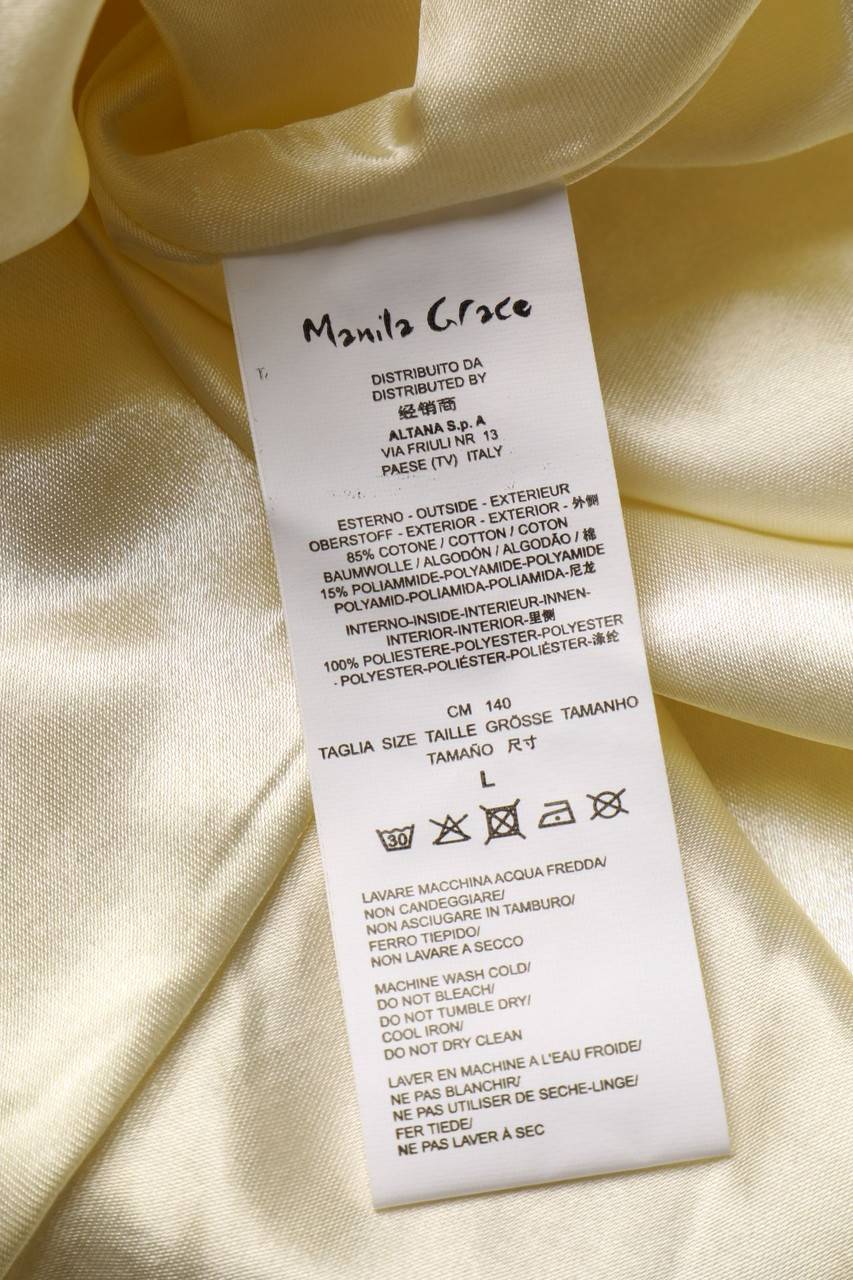 Manila Grace
DISTRIBUITO DA
DISTRIBUTED BY
经销商
ALTANA S.p. A
VIA FRIULI NR 13
PAESE (TV) ITALY
ESTERNO - OUTSIDE - EXTERIEUR
OBERSTOFF - EXTERIOR - EXTERIOR - 外侧
85% COTONE / COTTON / COTON
BAUMWOLLE / ALGODÓN / ALGODÃO / 棉
15% POLIAMMIDE-POLYAMIDE-POLYAMIDE
POLYAMID-POLIAMIDA-POLIAMIDA-尼龙
INTERNO-INSIDE-INTERIEUR-INNEN-
INTERIOR-INTERIOR-里侧
100% POLIESTERE-POLYESTER-POLYESTER
- POLYESTER-POLIÉSTER-POLIÉSTER-涤纶
CM 140
TAGLIA SIZE TAILLE GRÖSSE TAMANHO
TAMAÑO 尺寸
L
30
LAVARE MACCHINA ACQUA FREDDA/
NON CANDEGGIARE/
NON ASCIUGARE IN TAMBURO/
FERRO TIEPIDO/
NON LAVARE A SECCO
MACHINE WASH COLD/
DO NOT BLEACH/
DO NOT TUMBLE DRY/
COOL IRON/
DO NOT DRY CLEAN
LAVER EN MACHINE A L'EAU FROIDE/
NE PAS BLANCHIR/
NE PAS UTILISER DE SECHE-LINGE/
FER TIEDE/
NE PAS LAVER À SEC